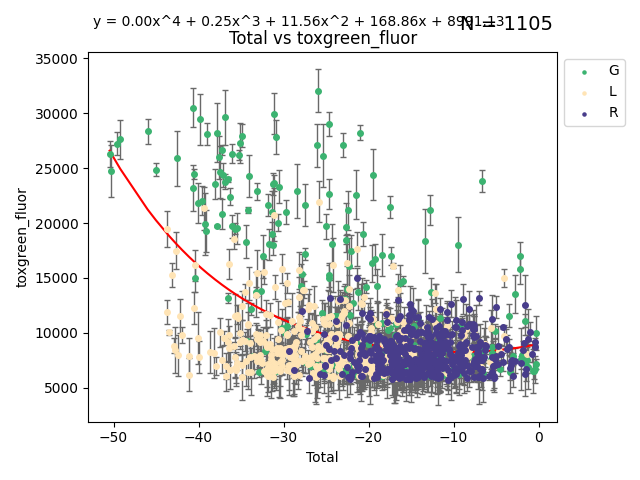 y = 0.00x^4 + 0.25x^3 + 11.56x^2 + 168.86x +
N = 1105
Total vs toxgreen_fluor
35000
30000
25000
20000
15000
10000
5000
toxgreen_fluor
−50
−40
−30
−20
−10
0
Total
G
L
R